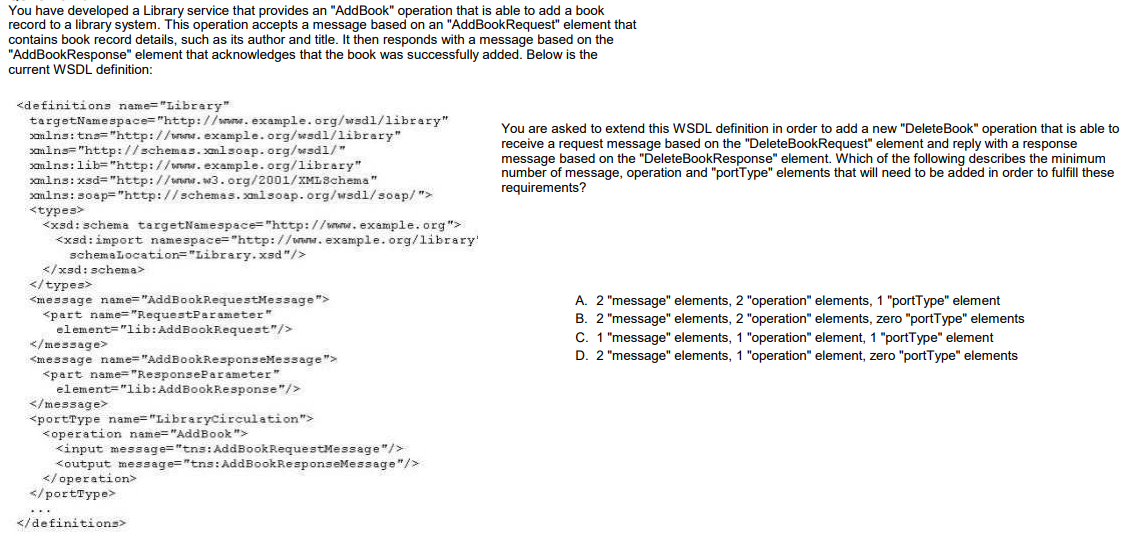 You have developed a Library service that provides an "AddBook" operation that is able to add a book
record to a library system. This operation accepts a message based on an "AddBookRequest" element that
contains book record details, such as its author and title. It then responds with a message based on the
"AddBookResponse" element that acknowledges that the book was successfully added. Below is the
current WSDL definition:
<definitions name="Library"
targetNamespace="http://www.example.org/wsdl/library"
xmlns:tns="http://www.example.org/wsdl/library"
xmlns="http://schemas.xmlsoap.org/wsdl/"
xmlns:lib="http://www.example.org/library"
xmlns:xsd="http://www.w3.org/2001/XMLSchema"
xmlns:soap="http://schemas.xmlsoap.org/wsdl/soap/">
<types>
<xsd:schema targetNamespace="http://www.example.org">
<xsd:import namespace="http://www.example.org/library'
schemaLocation="Library.xsd"/>
</xsd:schema>
</types>
<message name="AddBookRequestMessage">
<part name="RequestParameter"
element="lib:AddBookRequest"/>
</message>
<message name="AddBookResponseMessage">
<part name="ResponseParameter"
element="lib:AddBookResponse"/>
</message>
<portType name="LibraryCirculation">
<operation name="AddBook">
<input message="tns:AddBookRequestMessage"/>
<output message="tns:AddBookResponseMessage"/>
</operation>
</portType>
...
</definitions>
You are asked to extend this WSDL definition in order to add a new "DeleteBook" operation that is able to
receive a request message based on the "DeleteBookRequest" element and reply with a response
message based on the "DeleteBookResponse" element. Which of the following describes the minimum
number of message, operation and "portType" elements that will need to be added in order to fulfill these
requirements?
A. 2 "message" elements, 2 "operation" elements, 1 "portType" element
B. 2 "message" elements, 2 "operation" elements, zero "portType" elements
C. 1 "message" element, 1 "operation" element, 1 "portType" element
D. 2 "message" elements, 1 "operation" element, zero "portType" elements